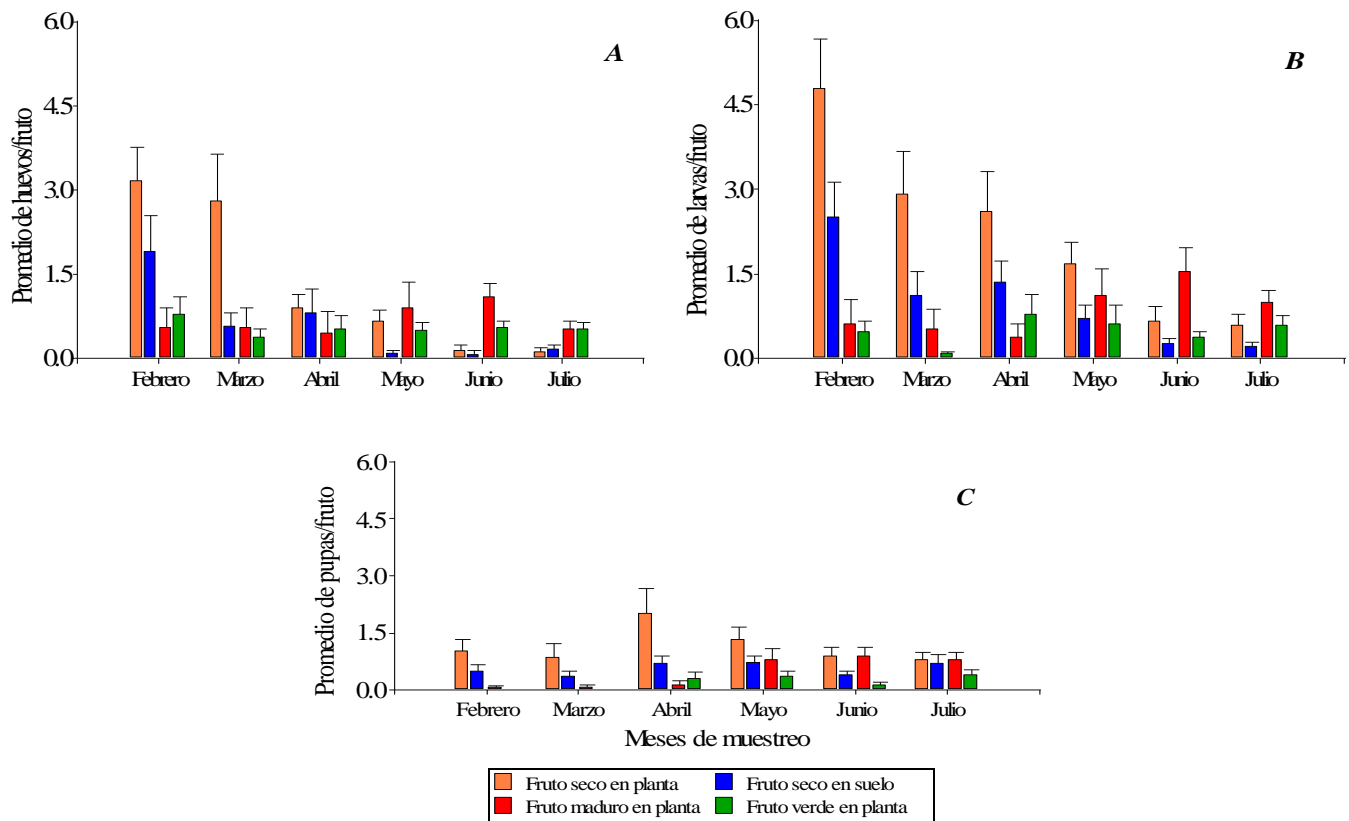 A
Promedio de huevos/fruto
6.0
4.5
3.0
1.5
0.0
Febrero Marzo Abril Mayo Junio Julio
B
Promedio de larvas/fruto
6.0
4.5
3.0
1.5
0.0
Febrero Marzo Abril Mayo Junio Julio
C
Promedio de pupas/fruto
6.0
4.5
3.0
1.5
0.0
Febrero Marzo Abril Mayo Junio Julio
Meses de muestreo
Fruto seco en planta Fruto seco en suelo
Fruto maduro en planta Fruto verde en planta